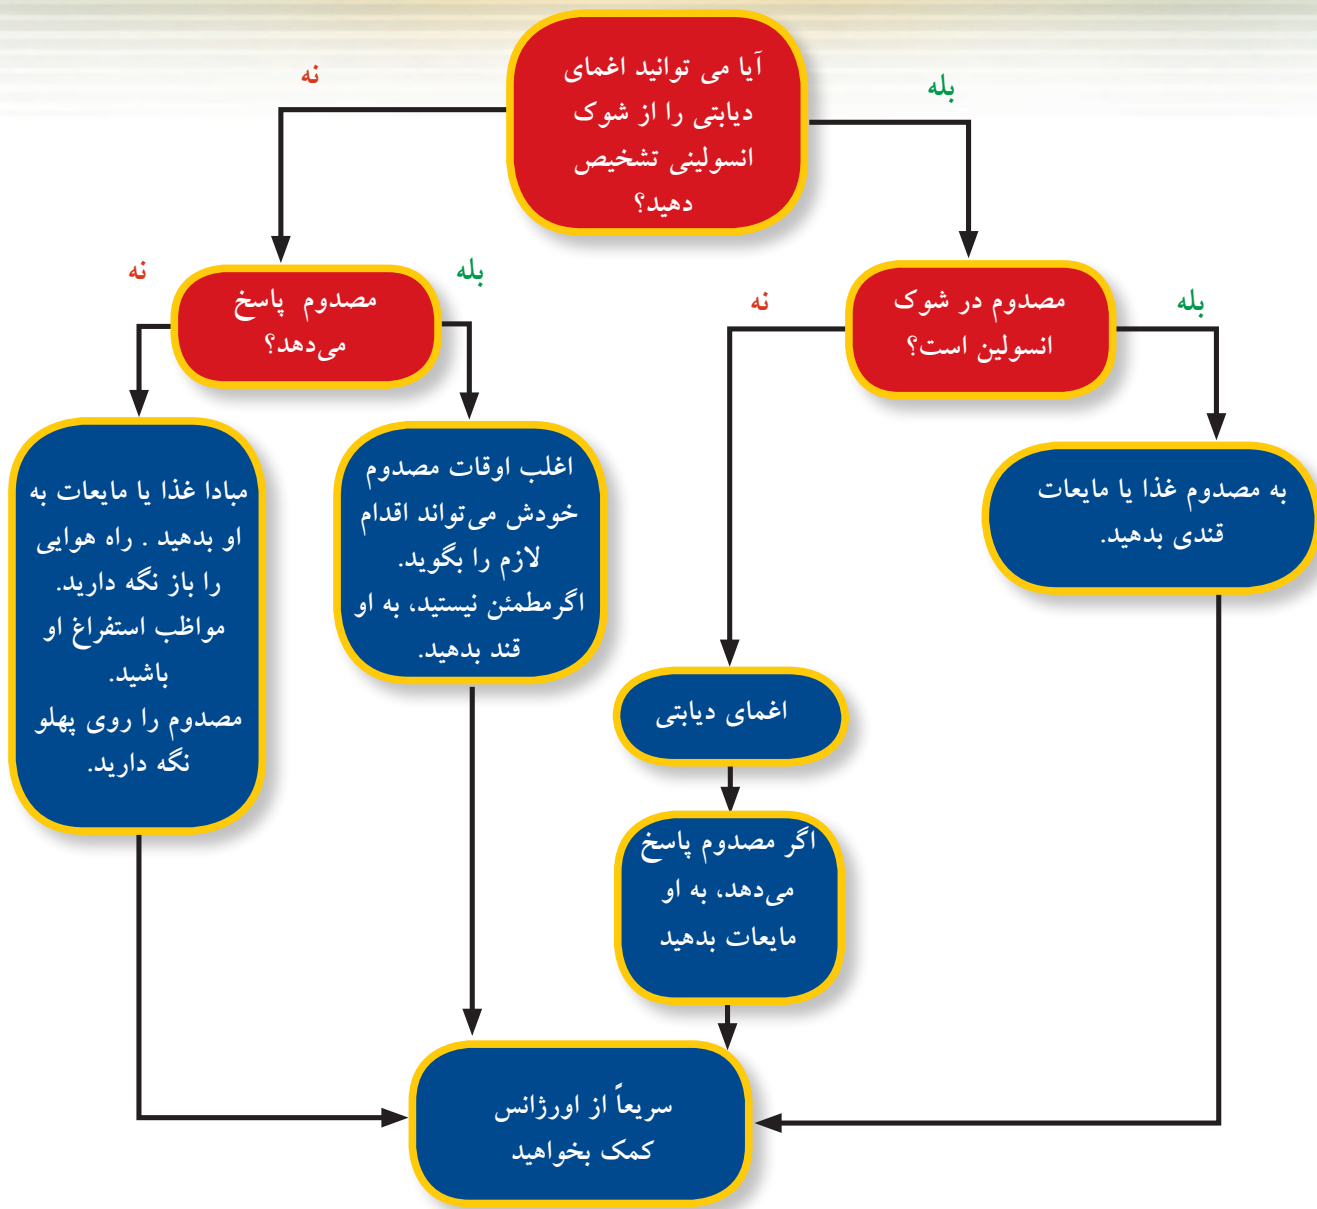 آیا می توانید اغمای
دیابتی را از شوک
انسولینی تشخیص
دهید؟
بله
نه
مصدوم در شوک
انسولین است؟
بله
نه
مصدوم پاسخ
می‌دهد؟
بله
نه
به مصدوم غذا یا مایعات
قندی بدهید.
اغمای دیابتی
اگر مصدوم پاسخ
می‌دهد، به او
مایعات بدهید
اغلب اوقات مصدوم
خودش می‌تواند اقدام
لازم را بگوید.
اگرمطمئن نیستید، به او
قند بدهید.
مبادا غذا یا مایعات به
او بدهید . راه هوایی
را باز نگه دارید.
مواظب استفراغ او
باشید.
مصدوم را روی پهلو
نگه دارید.
سریعاً از اورژانس
کمک بخواهید